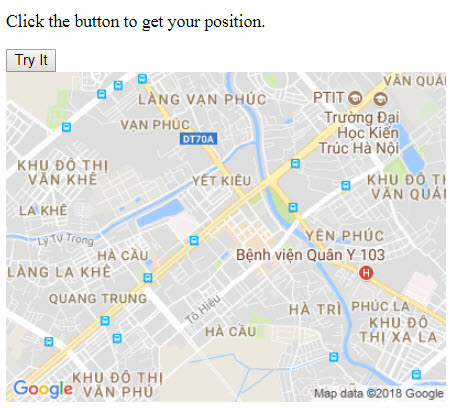 Click the button to get your position.
Try It
VĂN QUÁN
LÀNG VẠN PHÚC
PTIT
VẠN PHÚC
Trường Đại
Học Kiến
Trúc Hà Nội
DT70A
KHU ĐÔ THỊ
VĂN KHÊ
YẾT KIÊU
KHU ĐÔ TH
VĂN QUÁN
LA KHÊ
Lý Tự Trọng
YÊN PHÚC
HÀ CẦU
Bệnh viện Quân Y 103
LÀNG LA KHÊ
H
QUANG TRUNG
Tô Hiệu
HÀ TRÌ
PHÚC LA
HÀ CẦU
KHU ĐÔ
THỊ XA LA
KHU ĐÔ THỊ
VĂN PHÚ
Google
Map data ©2018 Google